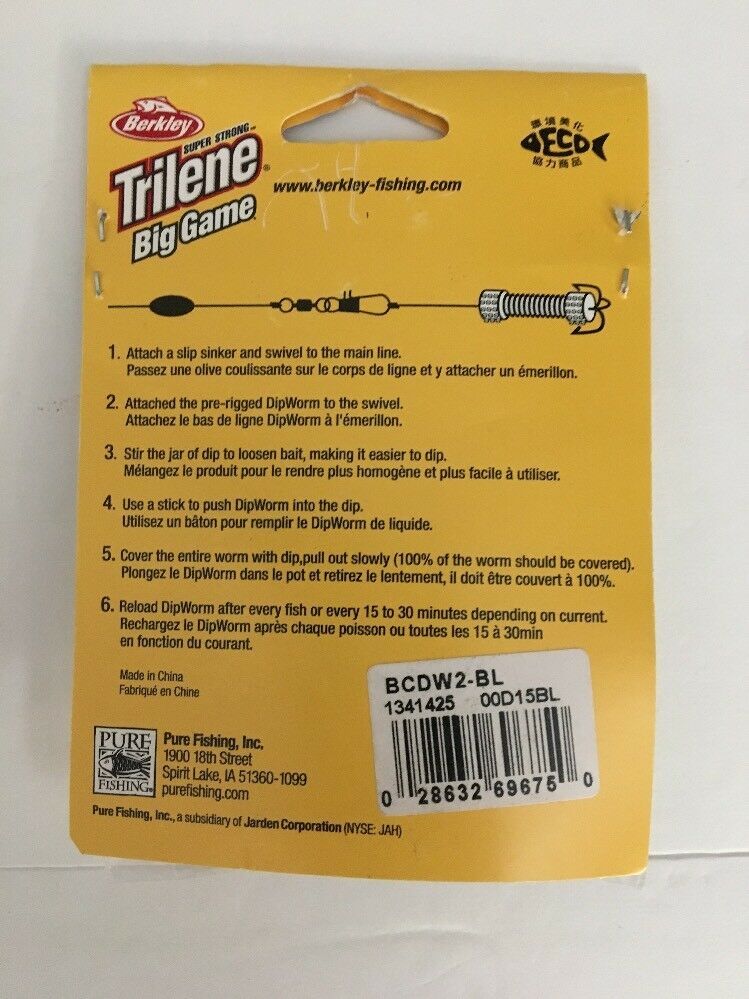 Berkley
SUPER STRONG™
Trilene®
Big Game
www.berkley-fishing.com
環境美化
ECO
協力商品
1. Attach a slip sinker and swivel to the main line.
Passez une olive coulissante sur le corps de ligne et y attacher un émerillon.
2. Attached the pre-rigged DipWorm to the swivel.
Attachez le bas de ligne DipWorm à l'émerillon.
3. Stir the jar of dip to loosen bait, making it easier to dip.
Mélangez le produit pour le rendre plus homogène et plus facile à utiliser.
4. Use a stick to push DipWorm into the dip.
Utilisez un bâton pour remplir le DipWorm de liquide.
5. Cover the entire worm with dip,pull out slowly (100% of the worm should be covered).
Plongez le DipWorm dans le pot et retirez le lentement, il doit être couvert à 100%.
6. Reload DipWorm after every fish or every 15 to 30 minutes depending on current.
Rechargez le DipWorm après chaque poisson ou toutes les 15 à 30min
en fonction du courant.
Made in China
Fabriqué en Chine
PURE
FISHING®
Pure Fishing, Inc.
1900 18th Street
Spirit Lake, IA 51360-1099
purefishing.com
Pure Fishing, Inc., a subsidiary of Jarden Corporation (NYSE: JAH)
BCDW2-BL
1341425 00D15BL
0 28632 69675 0